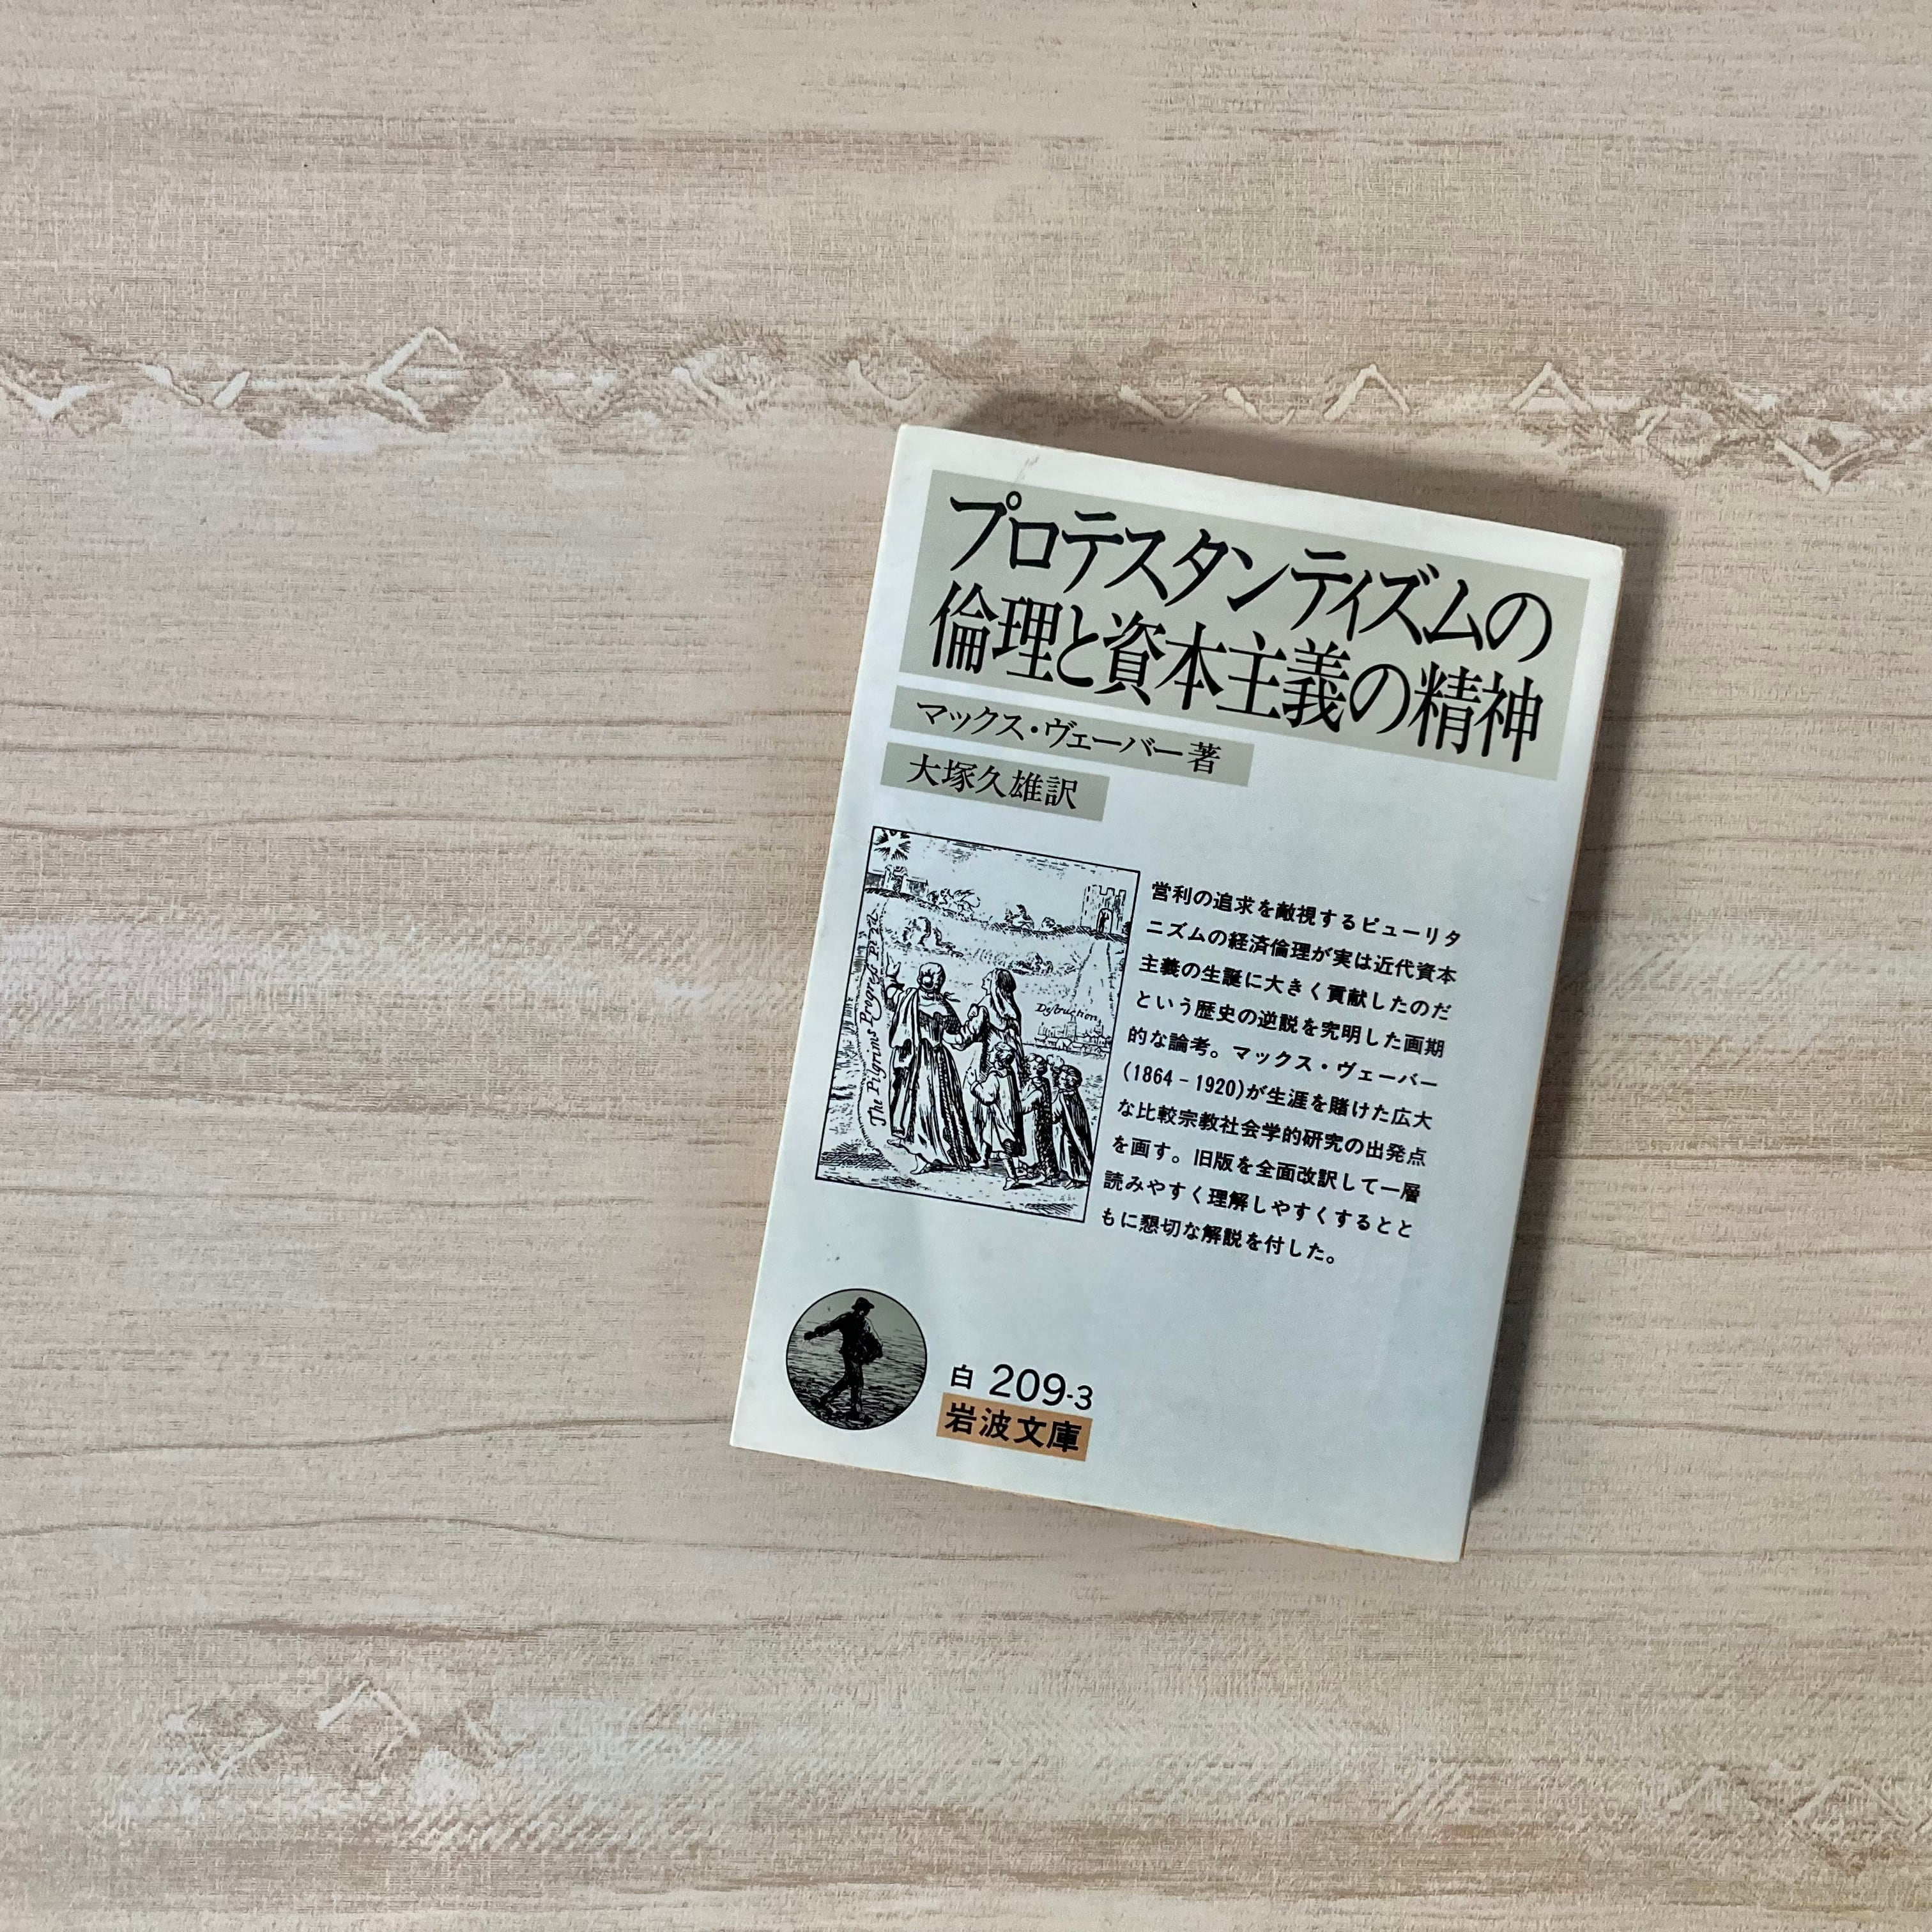 プロテスタンティズムの
倫理と資本主義の精神
マックス・ヴェーバー著
大塚久雄訳
営利の追求を敵視するピューリタ
ニズムの経済倫理が実は近代資本
主義の生誕に大きく貢献したのだ
という歴史の逆説を究明した画期
的な論考。マックス・ヴェーバー
(1864-1920)が生涯を賭けた広大
な比較宗教社会学的研究の出発点
を画す。旧版を全面改訳して一層
読みやすく理解しやすくするとと
もに懇切な解説を付した。
The Pilgrims Progress
Destruction
白 209-3
岩波文庫